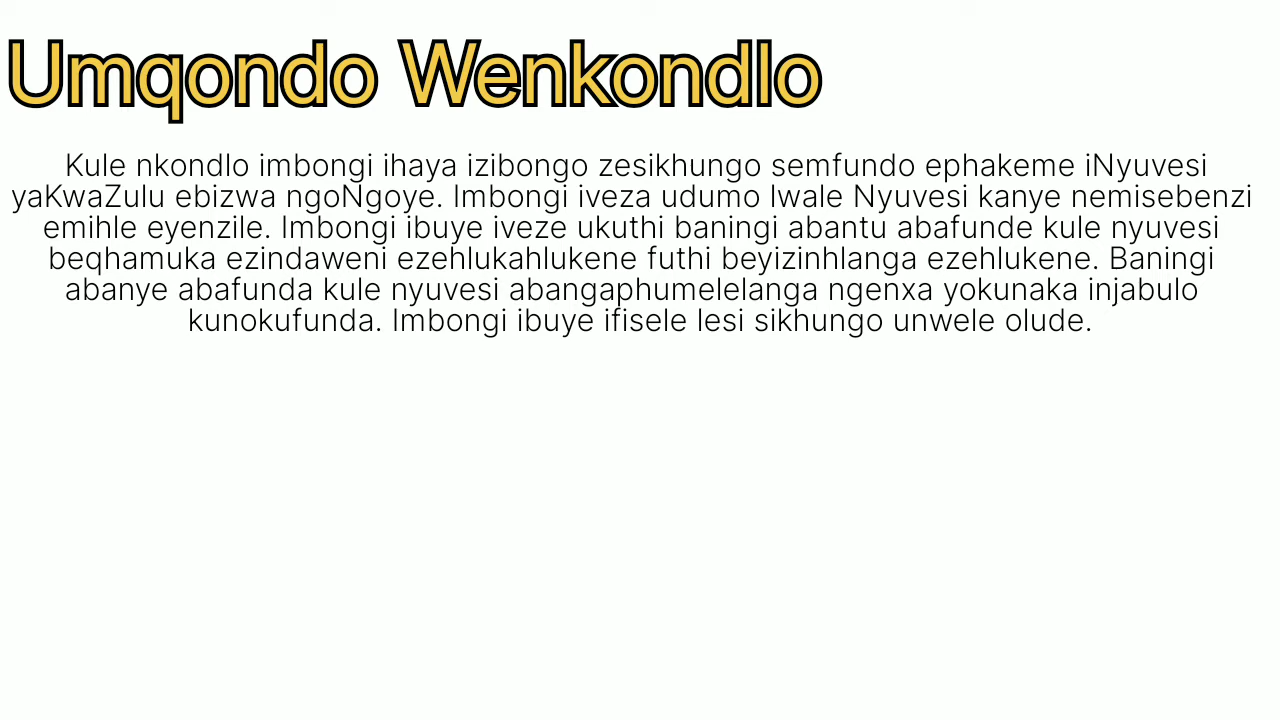 Umqondo Wenkondlo
Kule nkondlo imbongi ihaya izibongo zesikhungo semfundo ephakeme iNyuvesi
yaKwaZulu ebizwa ngoNgoye. Imbongi iveza udumo lwale Nyuvesi kanye nemisebenzi
emihle eyenzile. Imbongi ibuye iveze ukuthi baningi abantu abafunde kule nyuvesi
beqhamuka ezindaweni ezehlukahlukene futhi beyizinhlanga ezehlukene. Baningi
abanye abafunda kule nyuvesi abangaphumelelanga ngenxa yokunaka injabulo
kunokufunda. Imbongi ibuye ifisele lesi sikhungo unwele olude.